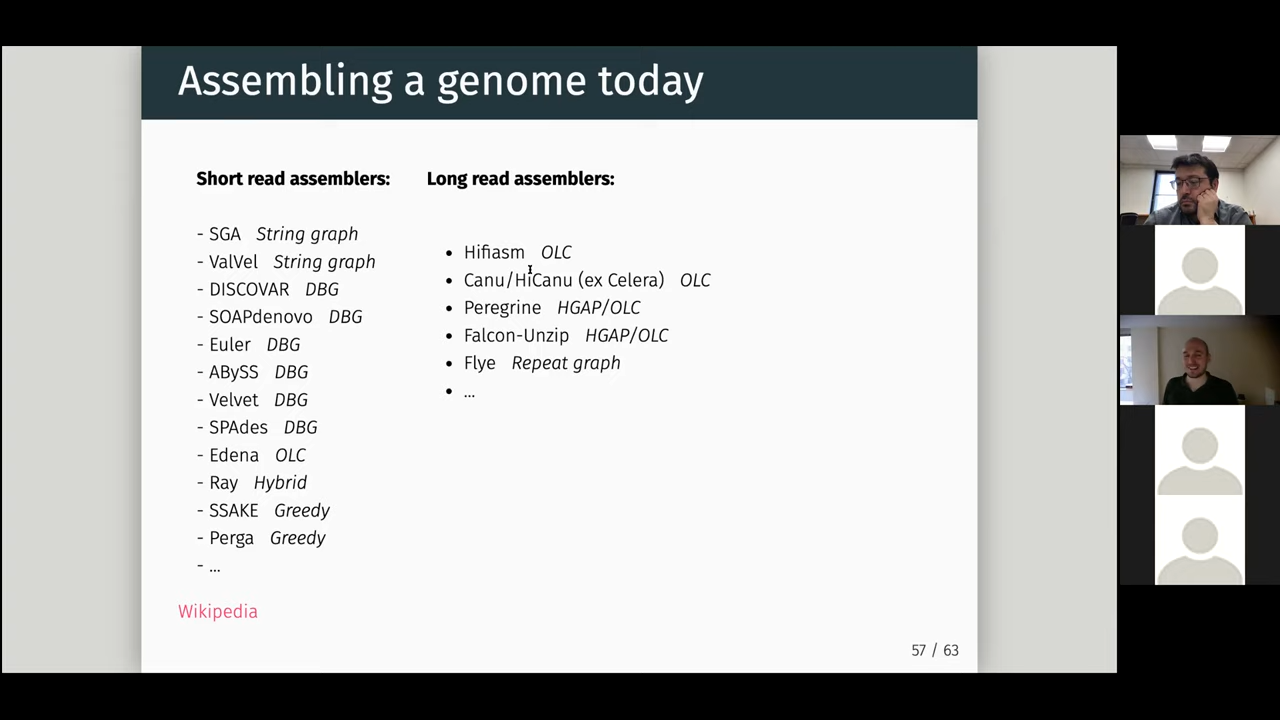 Assembling a genome today
Short read assemblers:
- SGA String graph
- ValVel String graph
- DISCOVAR DBG
- SOAPdenovo DBG
- Euler DBG
- ABySS DBG
- Velvet DBG
- SPAdes DBG
- Edena OLC
- Ray Hybrid
- SSAKE Greedy
- Perga Greedy
- ...
Long read assemblers:
• Hifiasm OLC
• Canu/HiCanu (ex Celera) OLC
• Peregrine HGAP/OLC
• Falcon-Unzip HGAP/OLC
• Flye Repeat graph
• ...
Wikipedia
57 / 63